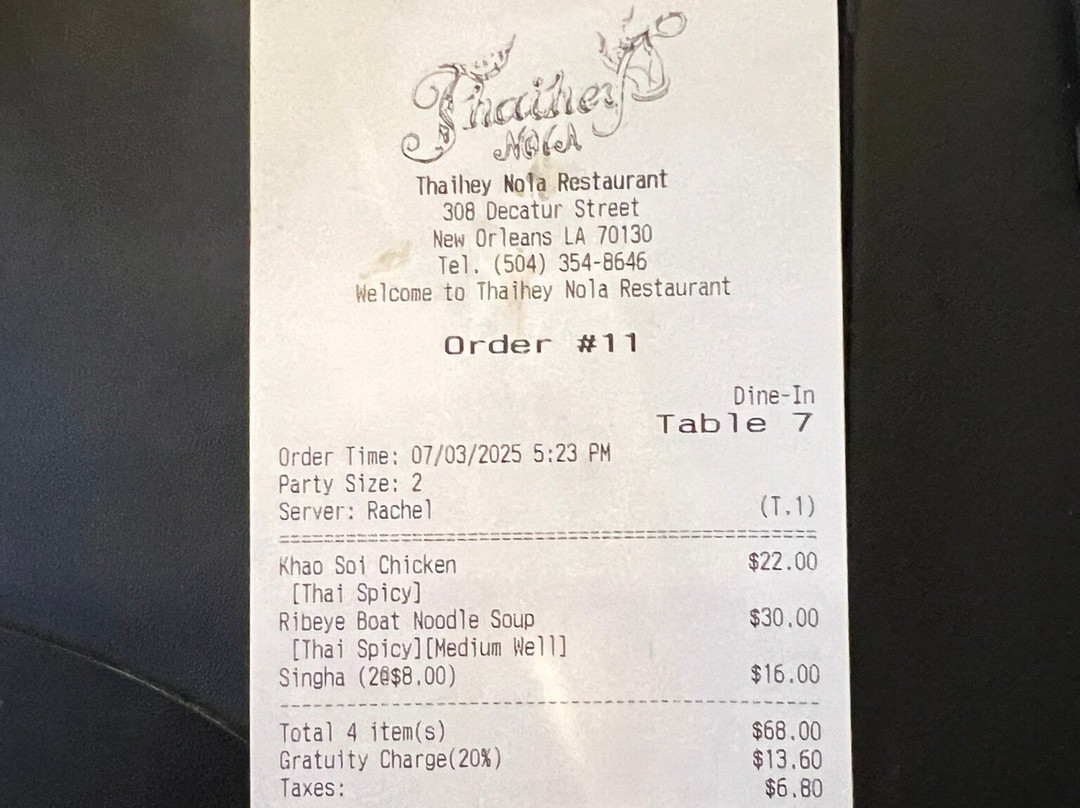 Thaihey
NOLA
Thaihey Nola Restaurant
308 Decatur Street
New Orleans LA 70130
Tel. (504) 354-8646
Welcome to Thaihey Nola Restaurant
Order #11
Dine-In
Table 7
Order Time: 07/03/2025 5:23 PM
Party Size: 2
Server: Rachel (T.1)
Khao Soi Chicken $22.00
[Thai Spicy]
Ribeye Boat Noodle Soup $30.00
[Thai Spicy][Medium Well]
Singha (2@$8.00) $16.00
Total 4 item(s) $68.00
Gratuity Charge(20%) $13.60
Taxes: $6.80